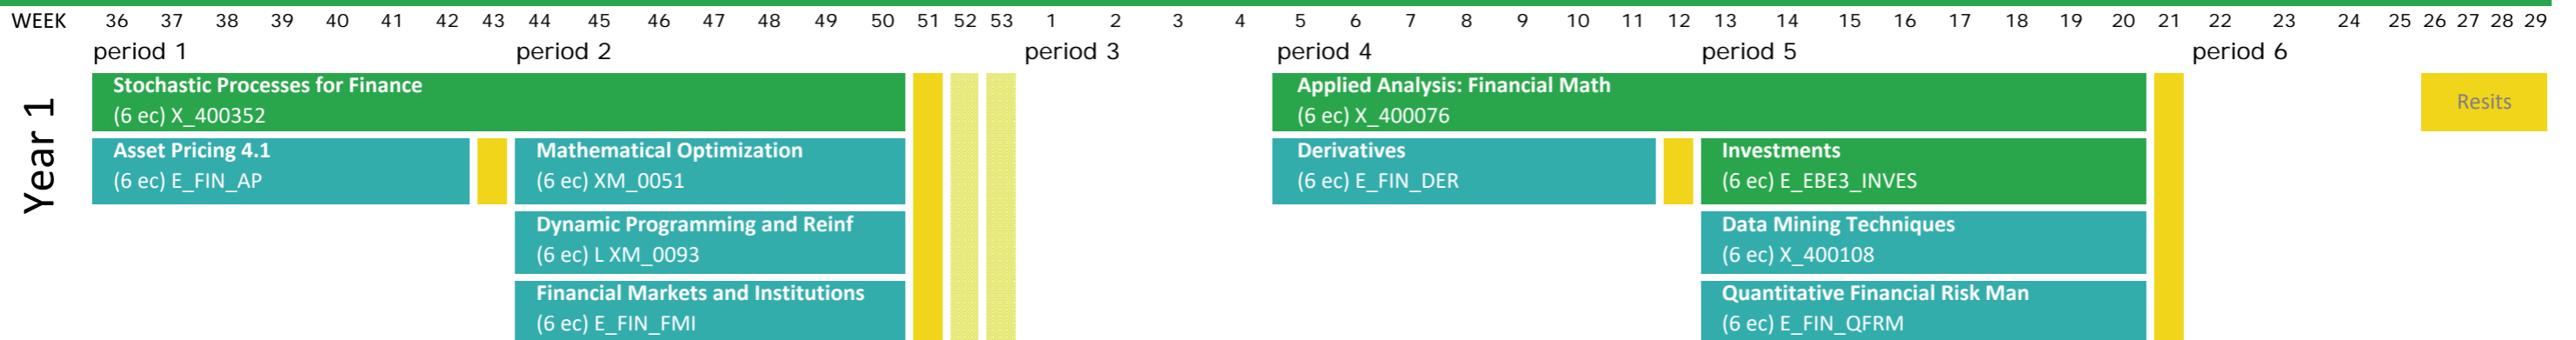 WEEK 36 37 38 39 40 41 42 43 44 45 46 47 48 49 50 51 52 53 1 2 3 4 5 6 7 8 9 10 11 12 13 14 15 16 17 18 19 20 21 22 23 24 25 26 27 28 29
period 1 period 2 period 3 period 4 period 5 period 6
Year 1
Stochastic Processes for Finance
(6 ec) X_400352
Applied Analysis: Financial Math
(6 ec) X_400076
Resits
Asset Pricing 4.1
(6 ec) E_FIN_AP
Mathematical Optimization
(6 ec) XM_0051
Derivatives
(6 ec) E_FIN_DER
Investments
(6 ec) E_EBE3_INVES
Dynamic Programming and Reinf
(6 ec) L XM_0093
Data Mining Techniques
(6 ec) X_400108
Financial Markets and Institutions
(6 ec) E_FIN_FMI
Quantitative Financial Risk Man
(6 ec) E_FIN_QFRM